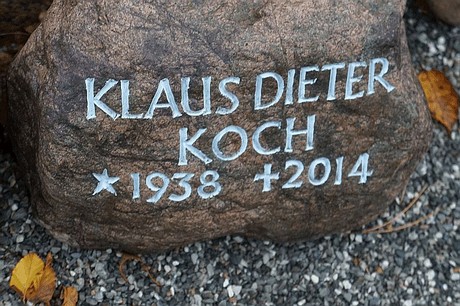 KLAUS DIETER
KOCH
★1938 ✝2014